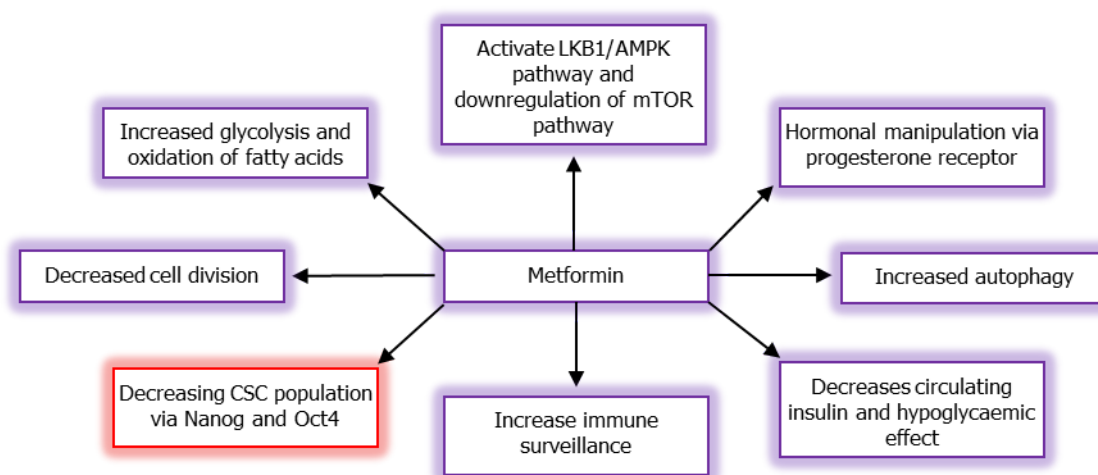 Activate LKB1/AMPK
pathway and
downregulation of mTOR
pathway
Increased glycolysis and
oxidation of fatty acids
Hormonal manipulation via
progesterone receptor
Decreased cell division
Metformin
Increased autophagy
Decreasing CSC population
via Nanog and Oct4
Increase immune
surveillance
Decreases circulating
insulin and hypoglycaemic
effect